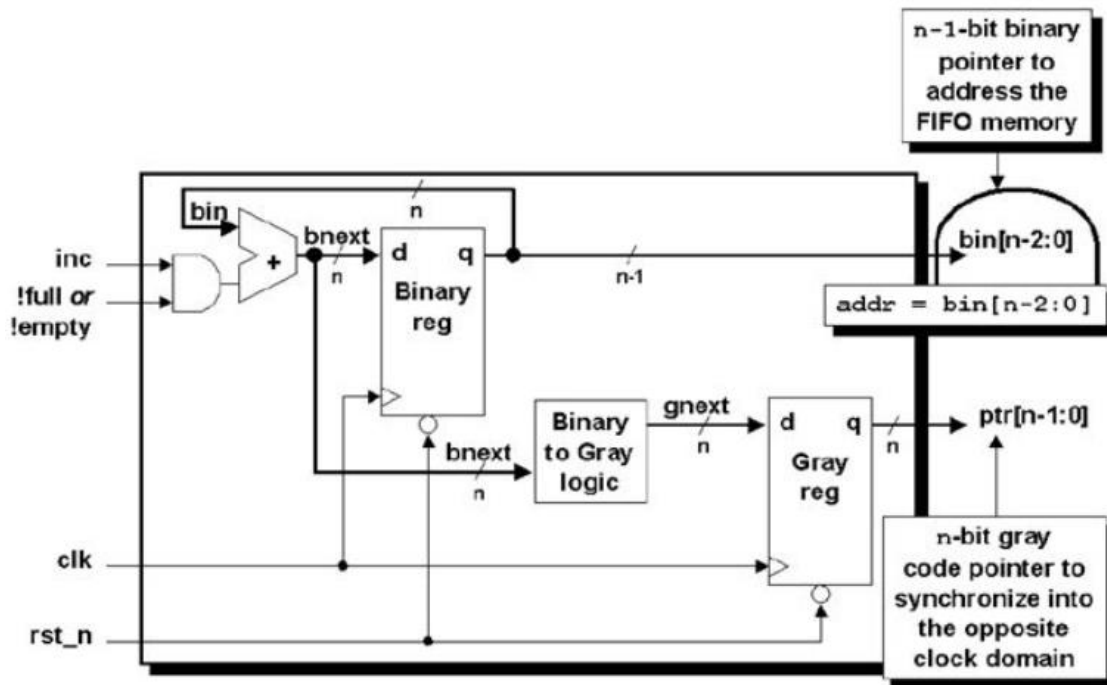 n-1-bit binary
pointer to
address the
FIFO memory
n
bin
bnext
n
d
q
Binary
reg
+
inc
!full or
!empty
n-1
bin[n-2:0]
addr = bin[n-2:0]
bnext
n
Binary
to Gray
logic
gnext
n
d
q
Gray
reg
n
ptr[n-1:0]
clk
rst_n
n-bit gray
code pointer to
synchronize into
the opposite
clock domain